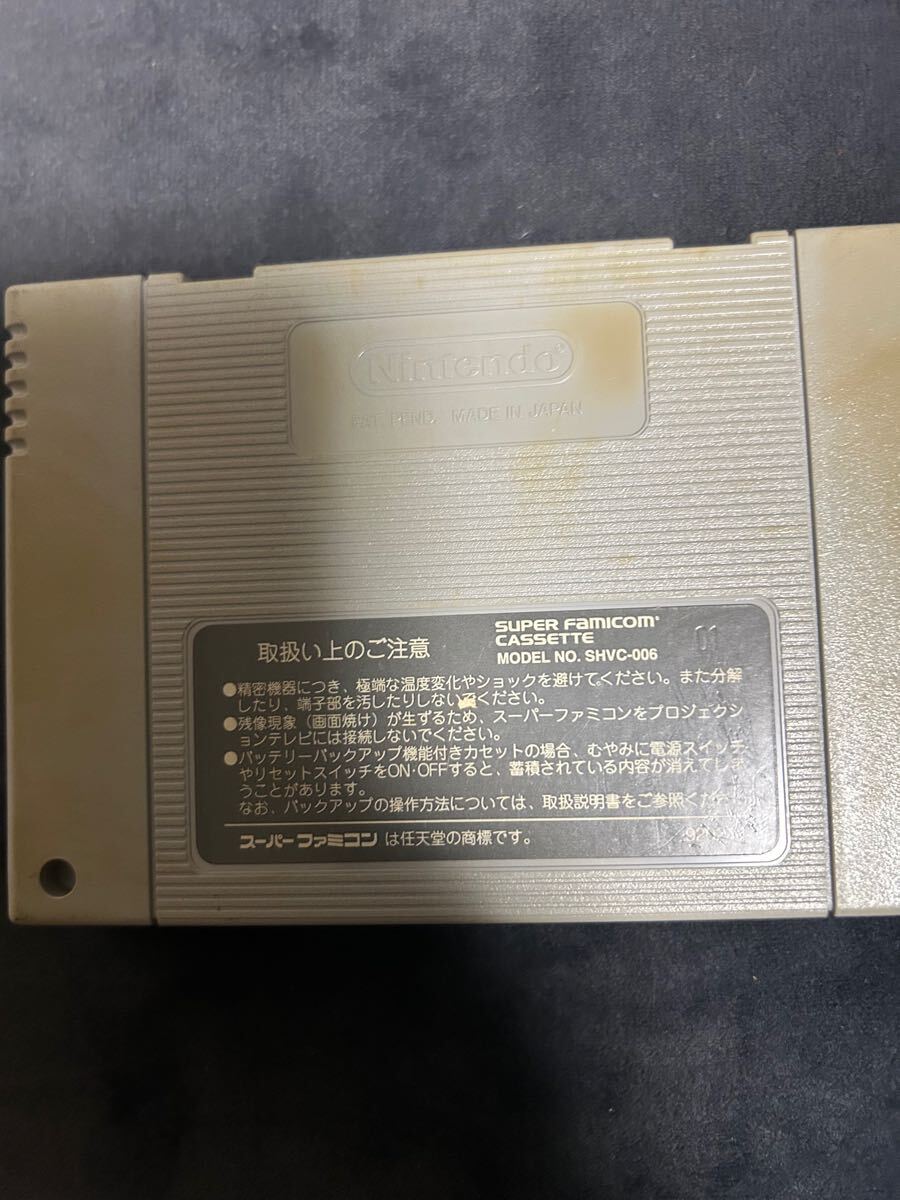 Nintendo®
PAT. PEND. MADE IN JAPAN
取扱い上のご注意
SUPER FAMICOM®
CASSETTE
MODEL NO. SHVC-006
01
●精密機器につき、極端な温度変化やショックを避けてください。また分解
したり、端子部を汚したりしないでください。
●残像現象（画面焼け）が生ずるため、スーパーファミコンをプロジェクシ
ョンテレビには接続しないでください。
●バッテリーバックアップ機能付きカセットの場合、むやみに電源スイッチ
やリセットスイッチをON・OFFすると、蓄積されている内容が消えてしま
うことがあります。
なお、バックアップの操作方法については、取扱説明書をご参照くだ
スーパーファミコンは任天堂の商標です。